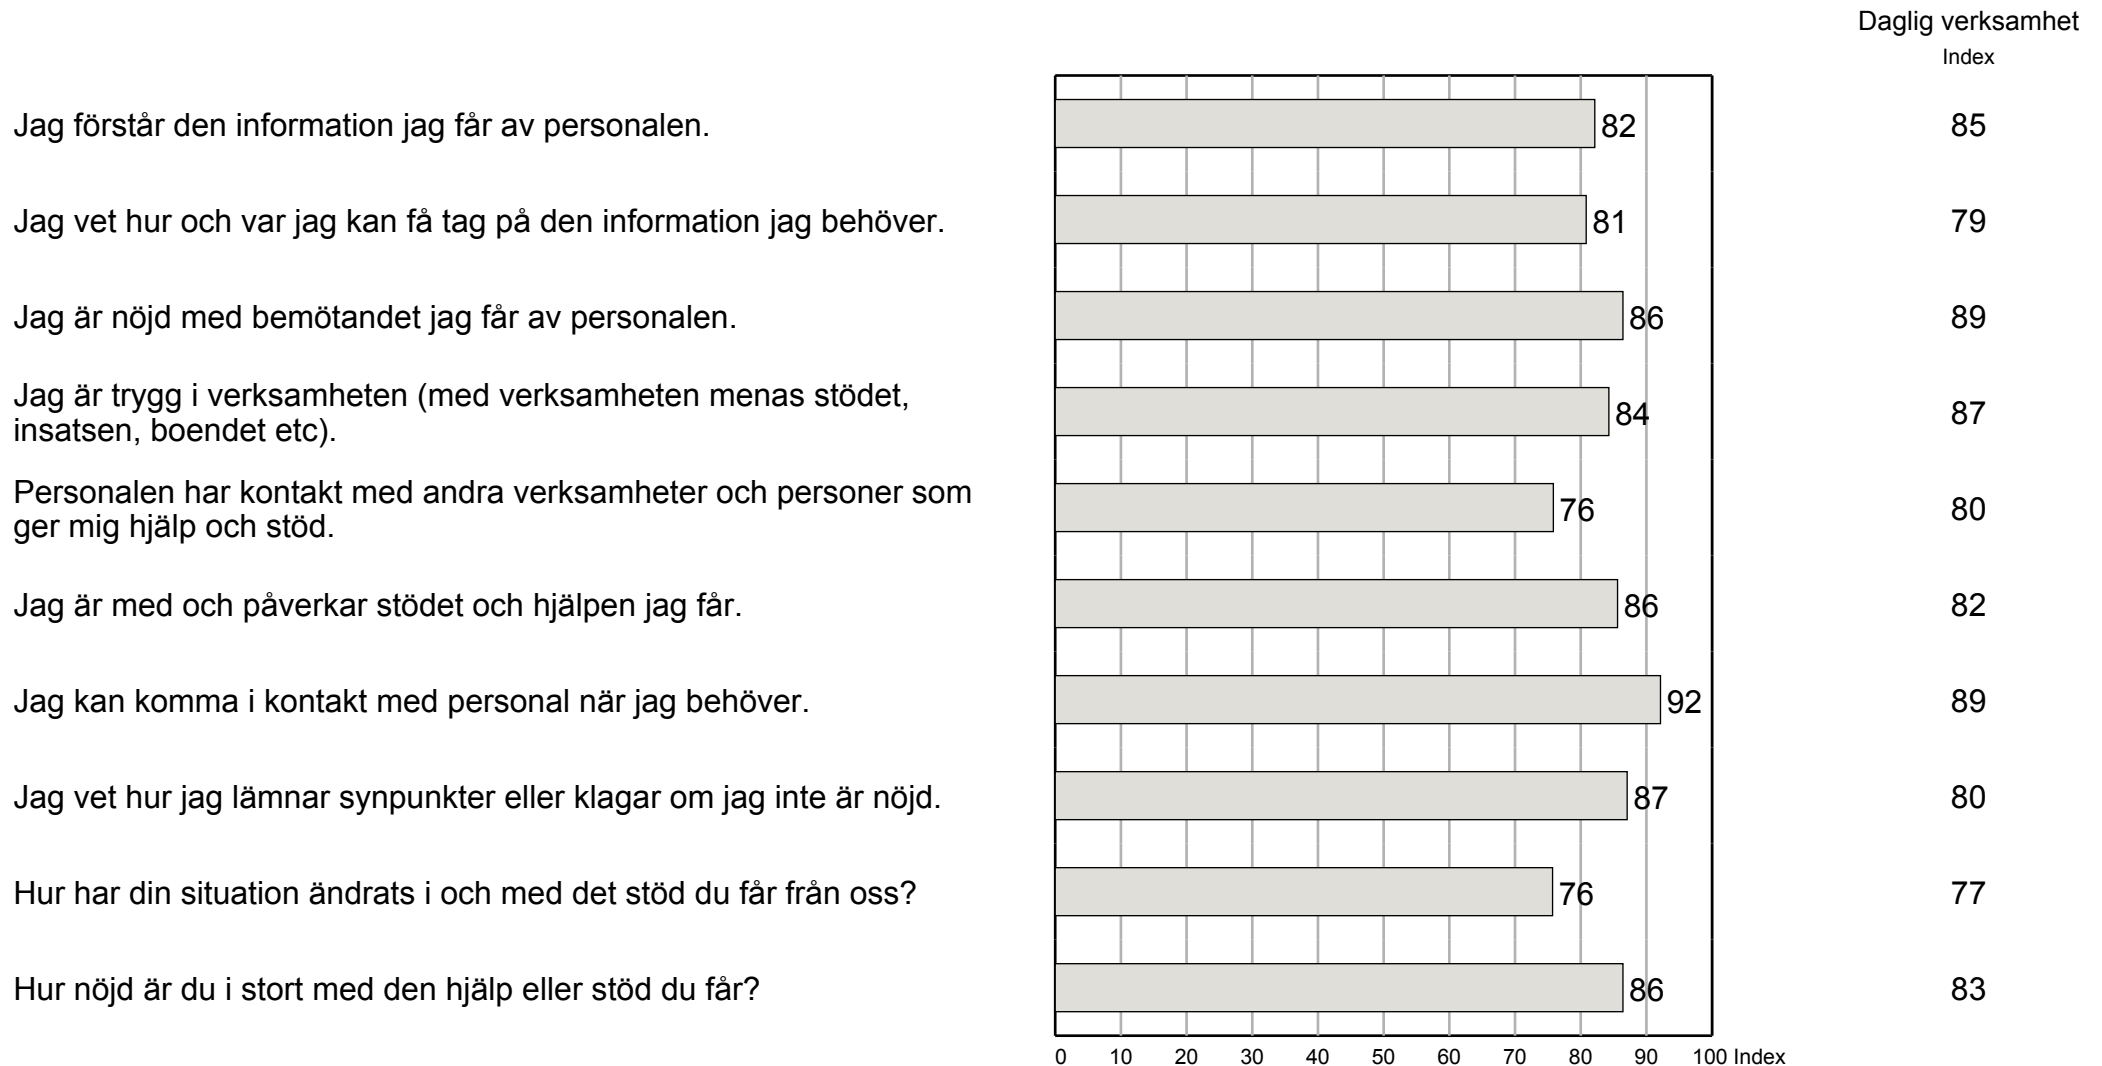 Daglig verksamhet
Index
Jag förstår den information jag får av personalen. 82 85
Jag vet hur och var jag kan få tag på den information jag behöver. 81 79
Jag är nöjd med bemötandet jag får av personalen. 86 89
Jag är trygg i verksamheten (med verksamheten menas stödet,
insatsen, boendet etc). 84 87
Personalen har kontakt med andra verksamheter och personer som
ger mig hjälp och stöd. 76 80
Jag är med och påverkar stödet och hjälpen jag får. 86 82
Jag kan komma i kontakt med personal när jag behöver. 92 89
Jag vet hur jag lämnar synpunkter eller klagar om jag inte är nöjd. 87 80
Hur har din situation ändrats i och med det stöd du får från oss? 76 77
Hur nöjd är du i stort med den hjälp eller stöd du får? 86 83
0 10 20 30 40 50 60 70 80 90 100 Index